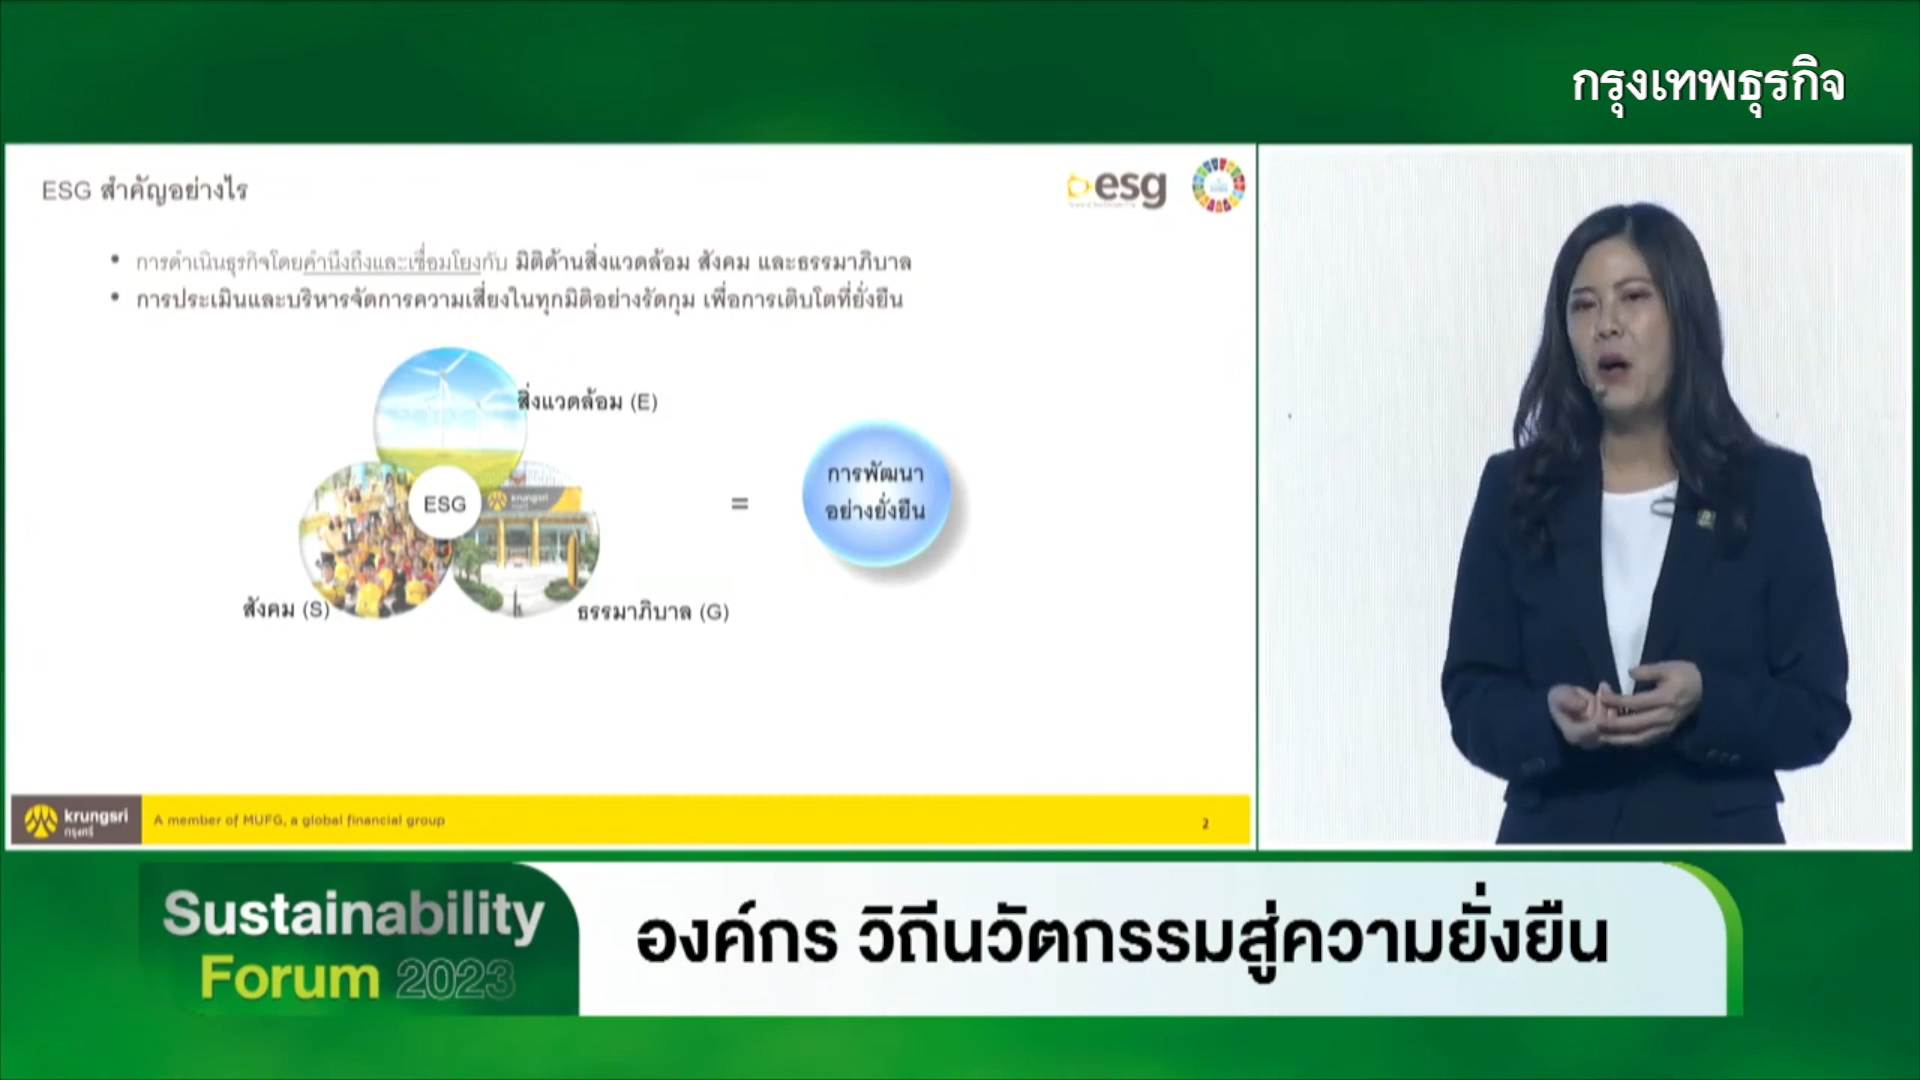 กรุงเทพธุรกิจ
ESG สำคัญอย่างไร
esg
• การดำเนินธุรกิจโดยคำนึงถึงและเชื่อมโยงกับ มิติด้านสิ่งแวดล้อม สังคม และธรรมาภิบาล
• การประเมินและบริหารจัดการความเสี่ยงในทุกมิติอย่างรัดกุม เพื่อการเติบโตที่ยั่งยืน
สิ่งแวดล้อม (E)
ESG
krungsri
สังคม (S)
ธรรมาภิบาล (G)
=
การพัฒนา
อย่างยั่งยืน
krungsri
กรุงศรี
A member of MUFG, a global financial group
2
Sustainability
Forum 2023
องค์กร วิถีนวัตกรรมสู่ความยั่งยืน